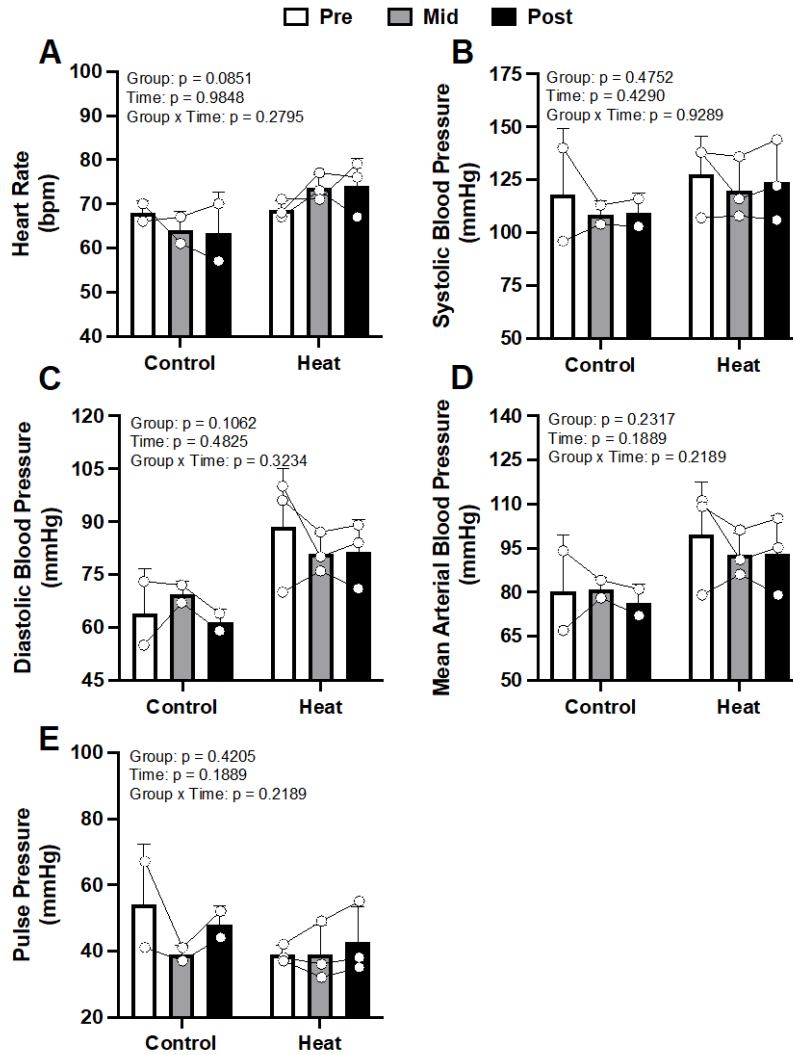 Pre Mid Post
A
Group: p = 0.0851
Time: p = 0.9848
Group x Time: p = 0.2795
Heart Rate
(bpm)
100
90
80
70
60
50
40
Control Heat
B
Group: p = 0.4752
Time: p = 0.4290
Group x Time: p = 0.9289
Systolic Blood Pressure
(mmHg)
175
150
125
100
75
50
Control Heat
C
Group: p = 0.1062
Time: p = 0.4825
Group x Time: p = 0.3234
Diastolic Blood Pressure
(mmHg)
120
105
90
75
60
45
Control Heat
D
Group: p = 0.2317
Time: p = 0.1889
Group x Time: p = 0.2189
Mean Arterial Blood Pressure
(mmHg)
140
125
110
95
80
65
50
Control Heat
E
Group: p = 0.4205
Time: p = 0.1889
Group x Time: p = 0.2189
Pulse Pressure
(mmHg)
100
80
60
40
20
Control Heat